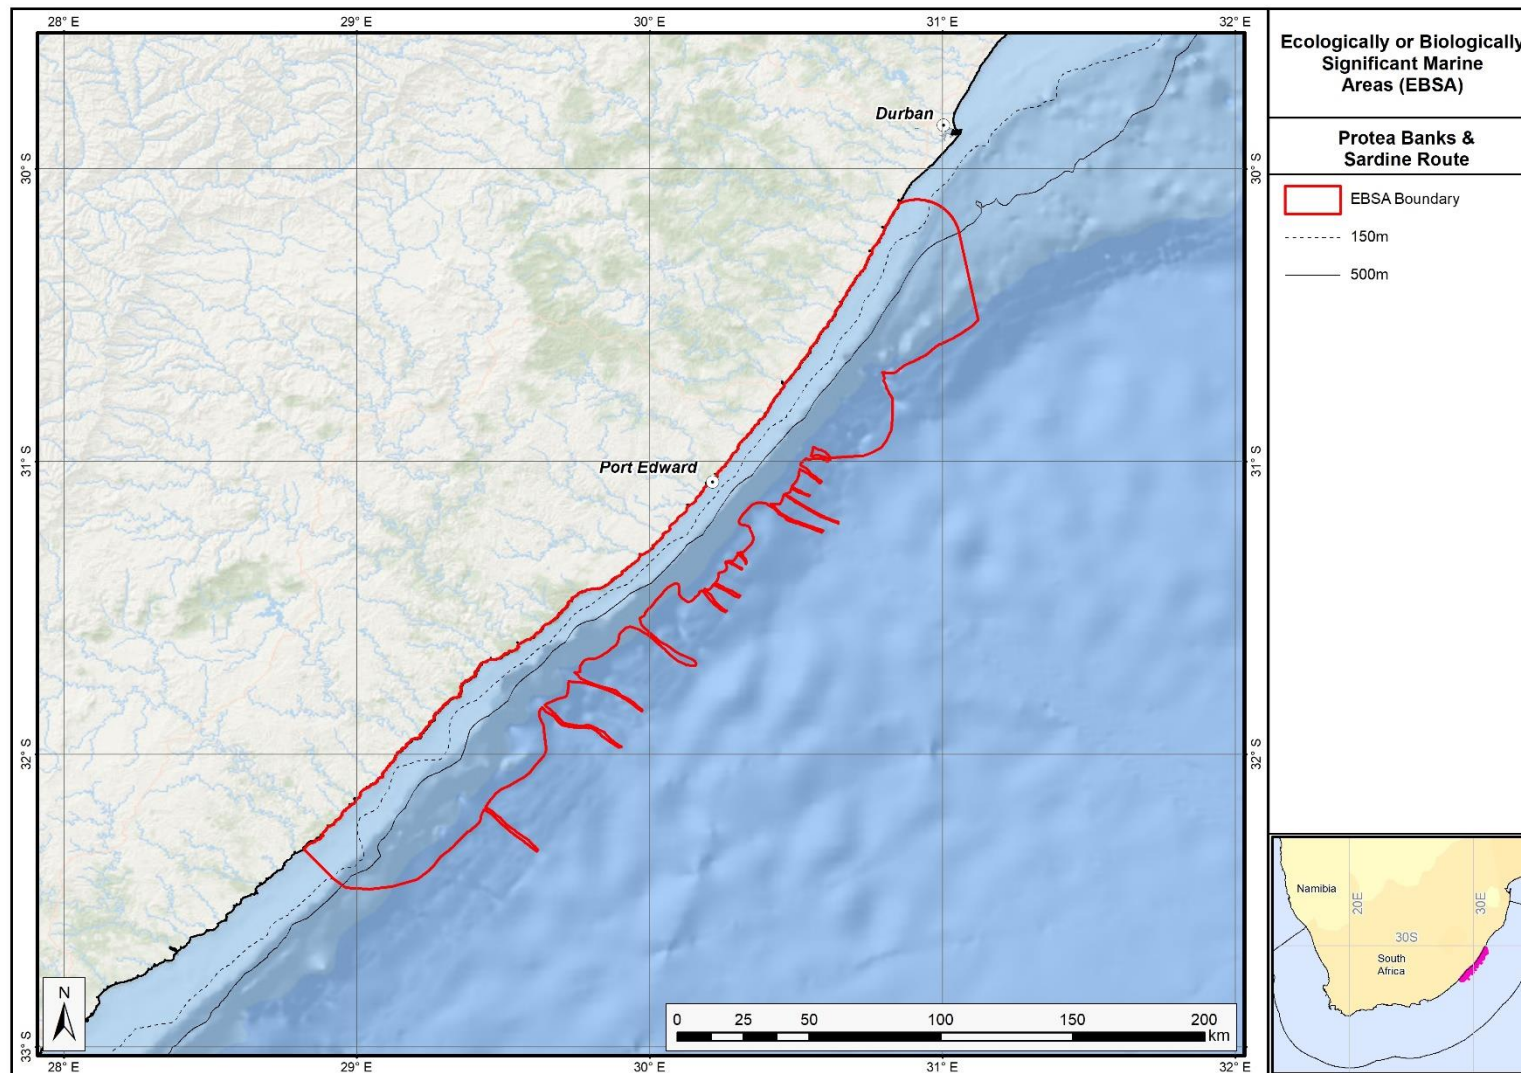 28° E
29° E
30° E
31° E
32° E
Ecologically or Biologically
Significant Marine
Areas (EBSA)
Protea Banks &
Sardine Route
EBSA Boundary
150m
500m
Durban
30° S
30° S
Port Edward
31° S
31° S
32° S
32° S
33° S
33° S
N
0
25
50
100
150
200
km
28° E
29° E
30° E
31° E
32° E
Namibia
20E
30E
30S
South
Africa